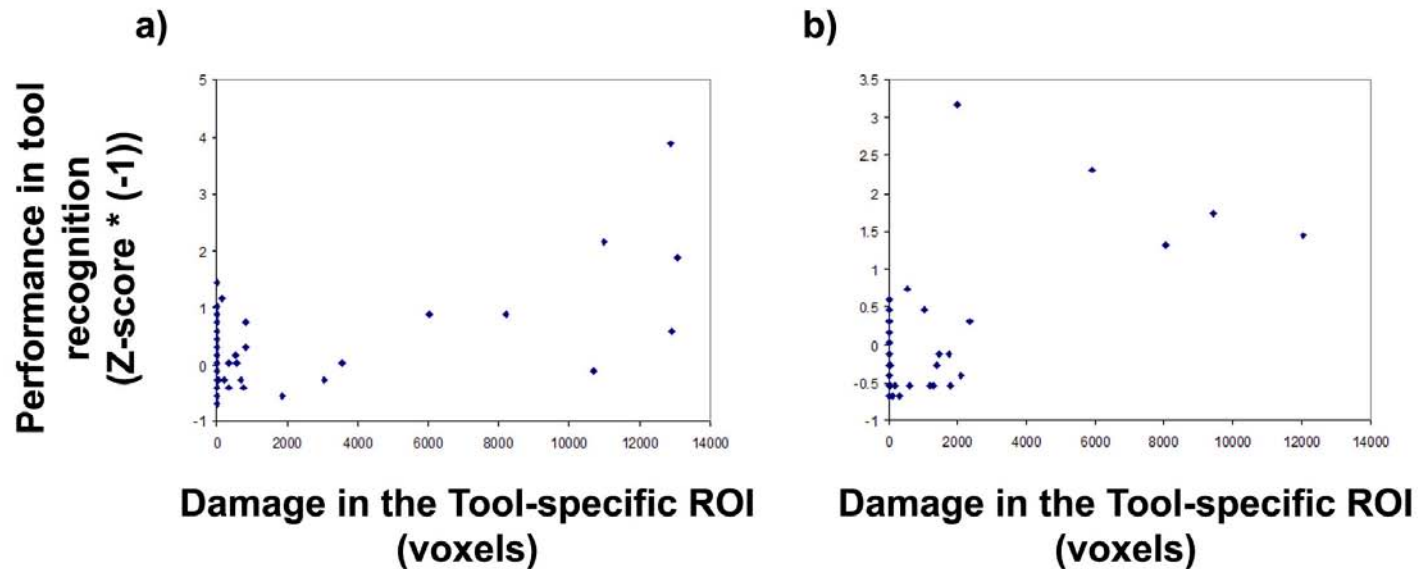 a)
Performance in tool
recognition
(Z-score * (-1))
5
4
3
2
1
0
-1
0 2000 4000 6000 8000 10000 12000 14000
Damage in the Tool-specific ROI
(voxels)
b)
3.5
3
2.5
2
1.5
1
0.5
0
-0.5
-1
0 2000 4000 6000 8000 10000 12000 14000
Damage in the Tool-specific ROI
(voxels)